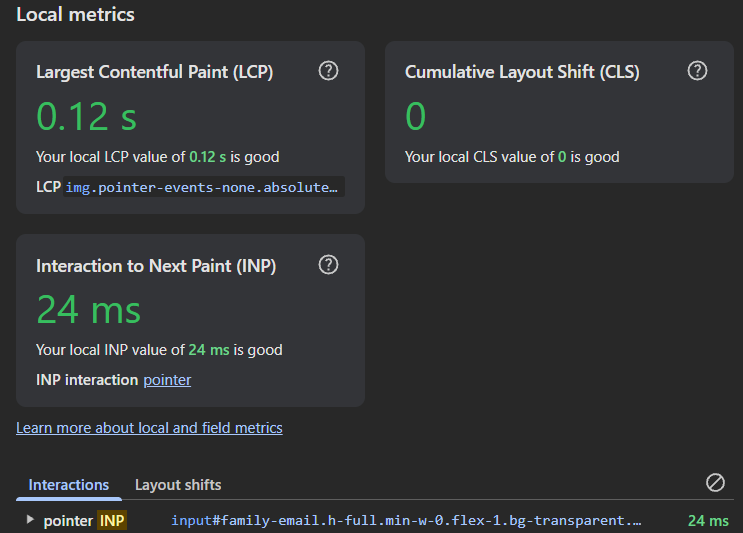 Local metrics
Largest Contentful Paint (LCP)
0.12 s
Your local LCP value of 0.12 s is good
LCP img.pointer-events-none.absolute…
Cumulative Layout Shift (CLS)
0
Your local CLS value of 0 is good
Interaction to Next Paint (INP)
24 ms
Your local INP value of 24 ms is good
INP interaction pointer
Learn more about local and field metrics
Interactions Layout shifts
pointer INP input#family-email.h-full.min-w-0.flex-1.bg-transparent.… 24 ms